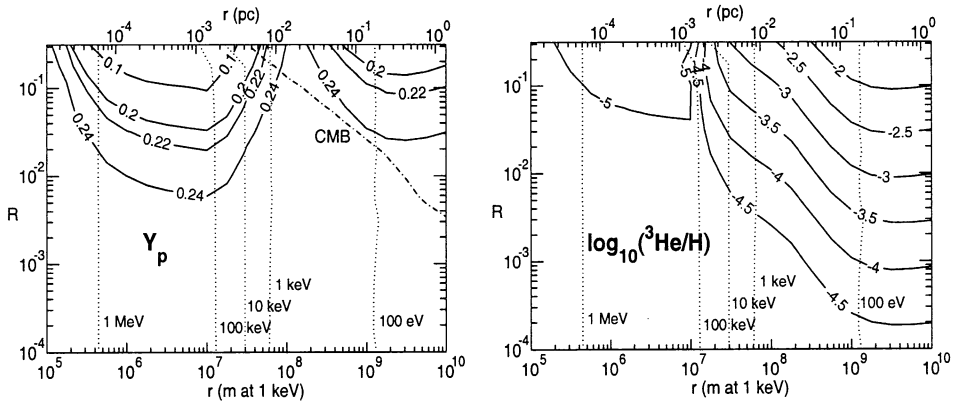 r (pc)
10^-4 10^-3 10^-2 10^-1 10^0
R
10^-1
10^-2
10^-3
10^-4
0.1
0.2
0.22
0.24
0.24
0.1
0.2
0.22
0.24
0.2
0.22
0.24
CMB
Y_p
1 MeV
100 keV
10 keV
1 keV
100 eV
10^5 10^6 10^7 10^8 10^9 10^10
r (m at 1 keV)
r (pc)
10^-4 10^-3 10^-2 10^-1 10^0
R
10^-1
10^-2
10^-3
10^-4
-5
-4
-2.5
-2
-3
-2.5
-3.5
-3
-4
-3.5
-4.5
-4
-4.5
log_10(^3He/H)
1 MeV
100 keV
10 keV
1 keV
100 eV
10^5 10^6 10^7 10^8 10^9 10^10
r (m at 1 keV)